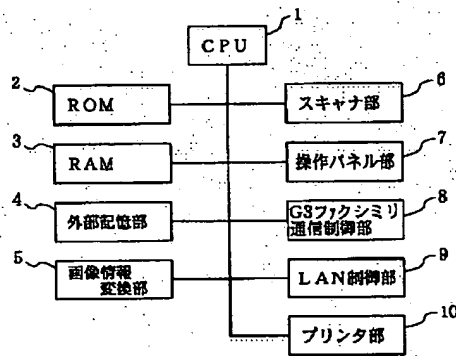 1
CPU
2
ROM
6
スキャナ部
3
RAM
7
操作パネル部
4
外部記憶部
8
G3ファクシミリ
通信制御部
5
画像情報
変換部
9
LAN制御部
10
プリンタ部